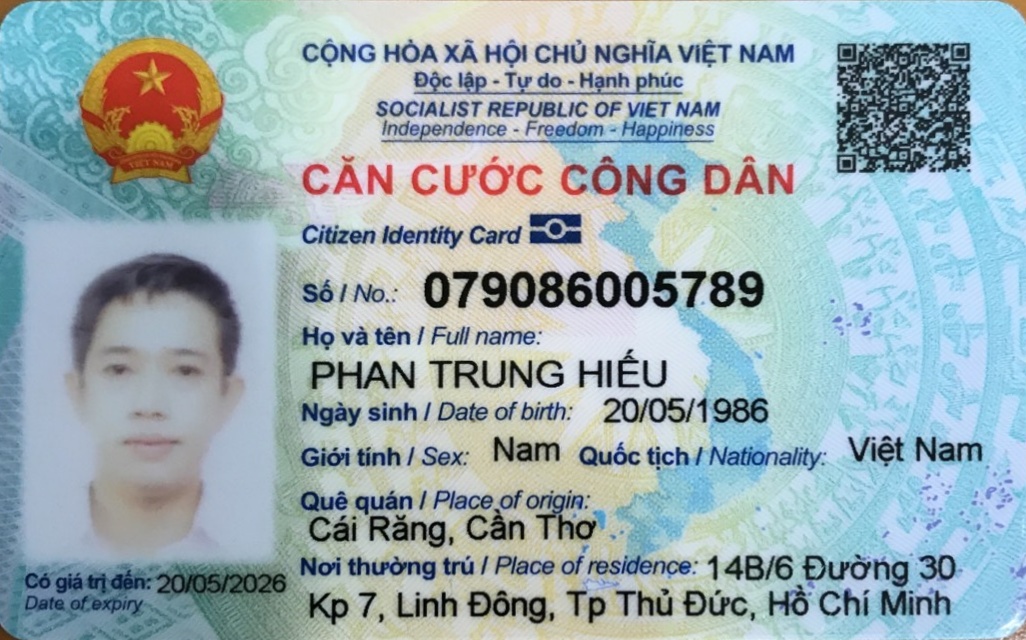 CỘNG HÒA XÃ HỘI CHỦ NGHĨA VIỆT NAM
Độc lập - Tự do - Hạnh phúc
SOCIALIST REPUBLIC OF VIET NAM
Independence - Freedom - Happiness
CĂN CƯỚC CÔNG DÂN
Citizen Identity Card
Số / No.: 079086005789
Họ và tên / Full name:
PHAN TRUNG HIẾU
Ngày sinh / Date of birth: 20/05/1986
Giới tính / Sex: Nam Quốc tịch / Nationality: Việt Nam
Quê quán / Place of origin:
Cái Răng, Cần Thơ
Nơi thường trú / Place of residence: 14B/6 Đường 30
Kp 7, Linh Đông, Tp Thủ Đức, Hồ Chí Minh
Có giá trị đến: 20/05/2026
Date of expiry
VIỆT NAM